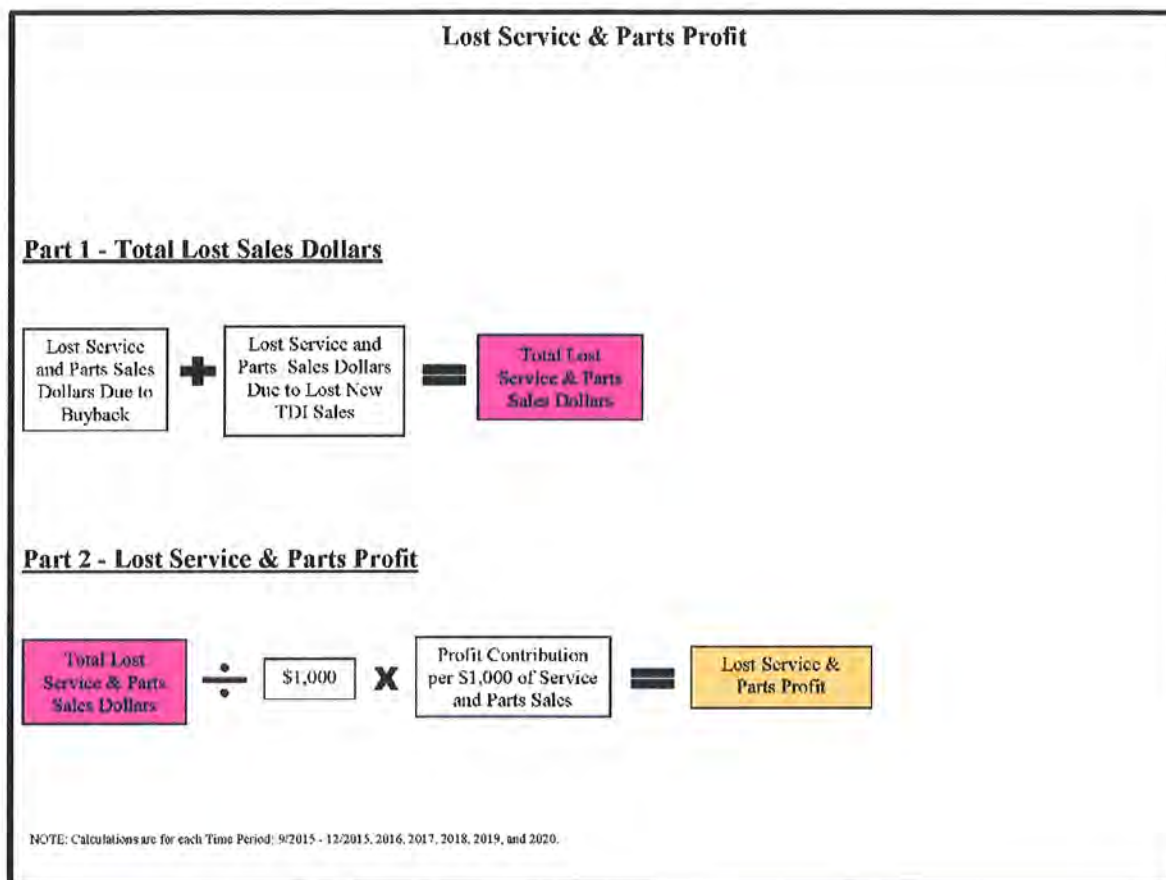 Lost Service & Parts Profit
Part 1 - Total Lost Sales Dollars
Lost Service
and Parts Sales
Dollars Due to
Buyback
+
Lost Service and
Parts Sales Dollars
Due to Lost New
TDI Sales
=
Total Lost
Service & Parts
Sales Dollars
Part 2 - Lost Service & Parts Profit
Total Lost
Service & Parts
Sales Dollars
÷
$1,000
X
Profit Contribution
per $1,000 of Service
and Parts Sales
=
Lost Service &
Parts Profit
NOTE: Calculations are for each Time Period: 9/2015 - 12/2015, 2016, 2017, 2018, 2019, and 2020.